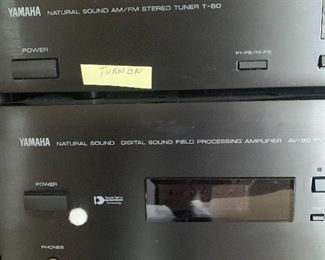 YAMAHA NATURAL SOUND AM/FM STEREO TUNER T-60
POWER
TURN ON
YAMAHA NATURAL SOUND DIGITAL SOUND FIELD PROCESSING AMPLIFIER
POWER
PHONES